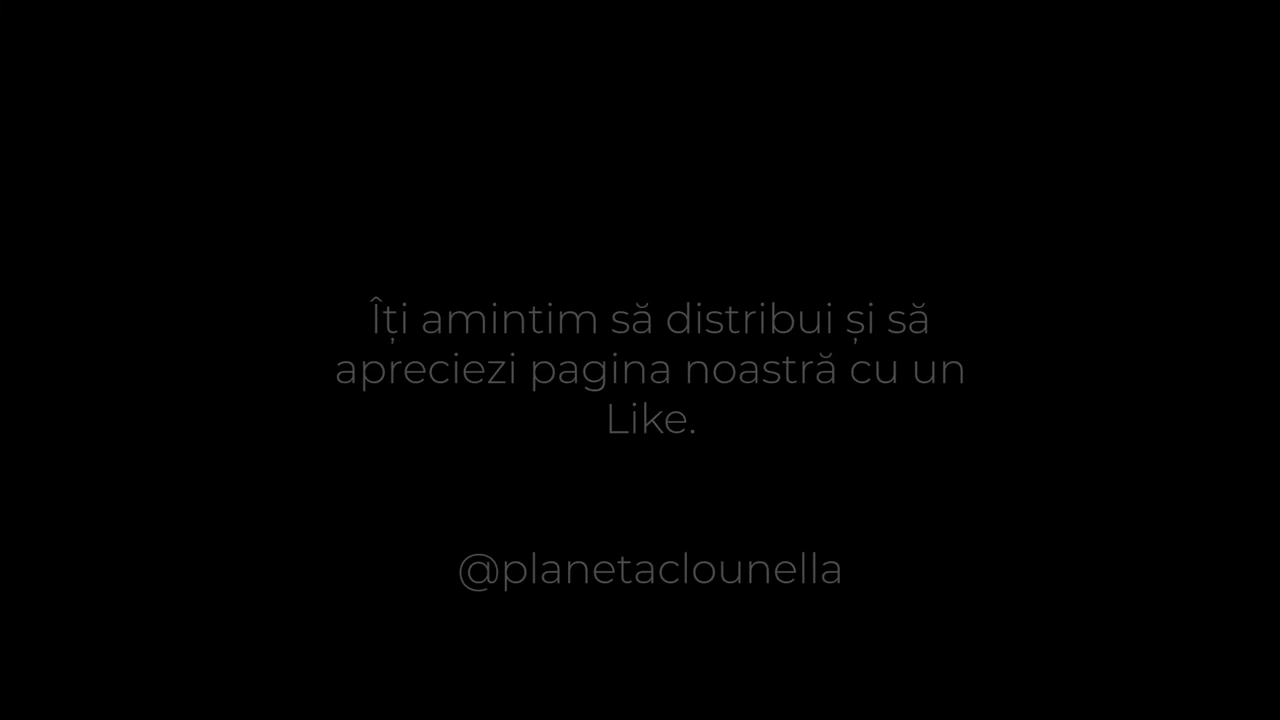 Îți amintim să distribui și să
apreciezi pagina noastră cu un
Like.
@planetaclounella